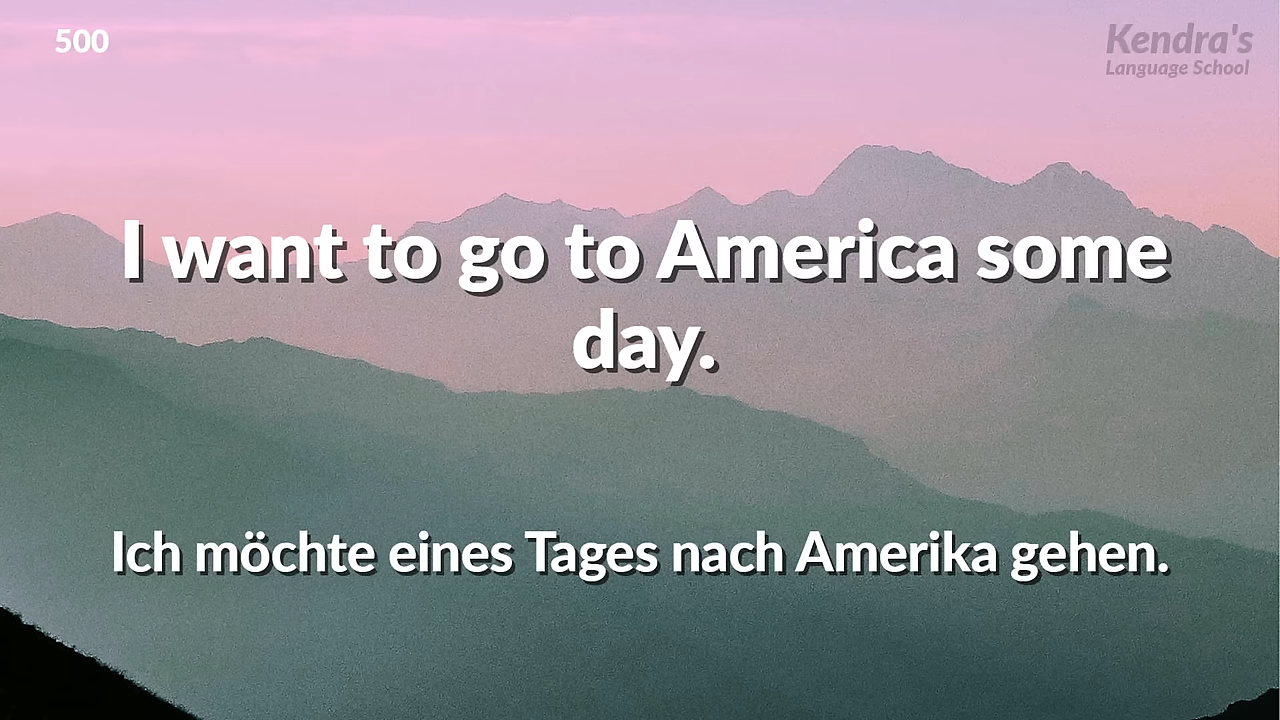 500
Kendra's
Language School
I want to go to America some
day.
Ich möchte eines Tages nach Amerika gehen.